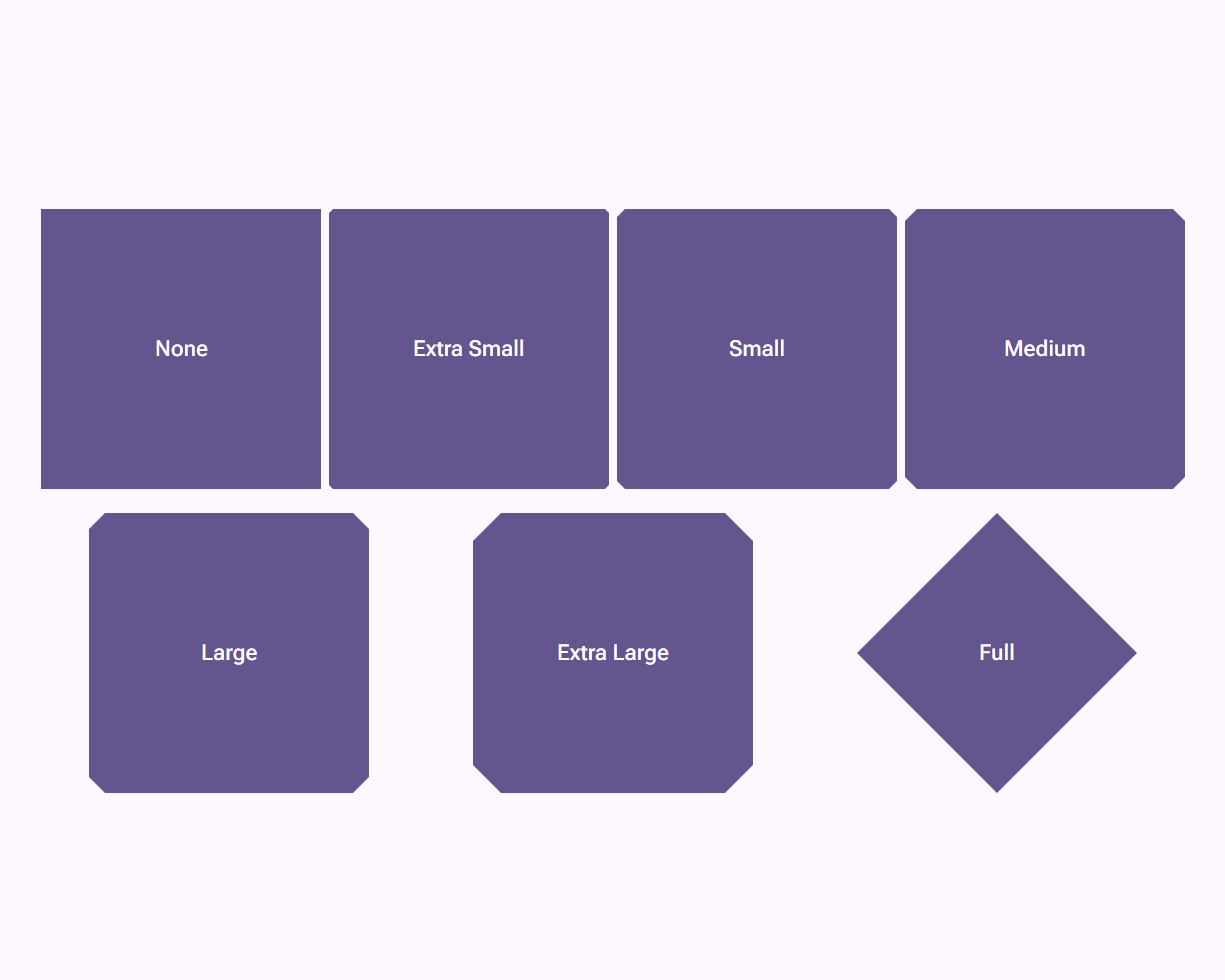 None
Extra Small
Small
Medium
Large
Extra Large
Full